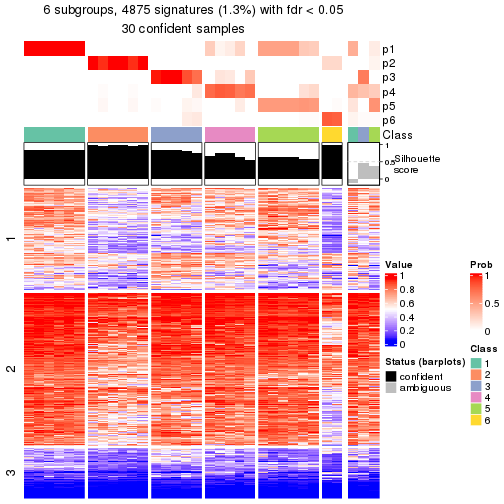 6 subgroups, 4875 signatures (1.3%) with fdr < 0.05
30 confident samples
p1
p2
p3
p4
p5
p6
Class
1
0.5
0
Silhouette
score
1
2
3
Value
1
0.8
0.6
0.4
0.2
0
Status (barplots)
confident
ambiguous
Prob
1
0.5
0
Class
1
2
3
4
5
6